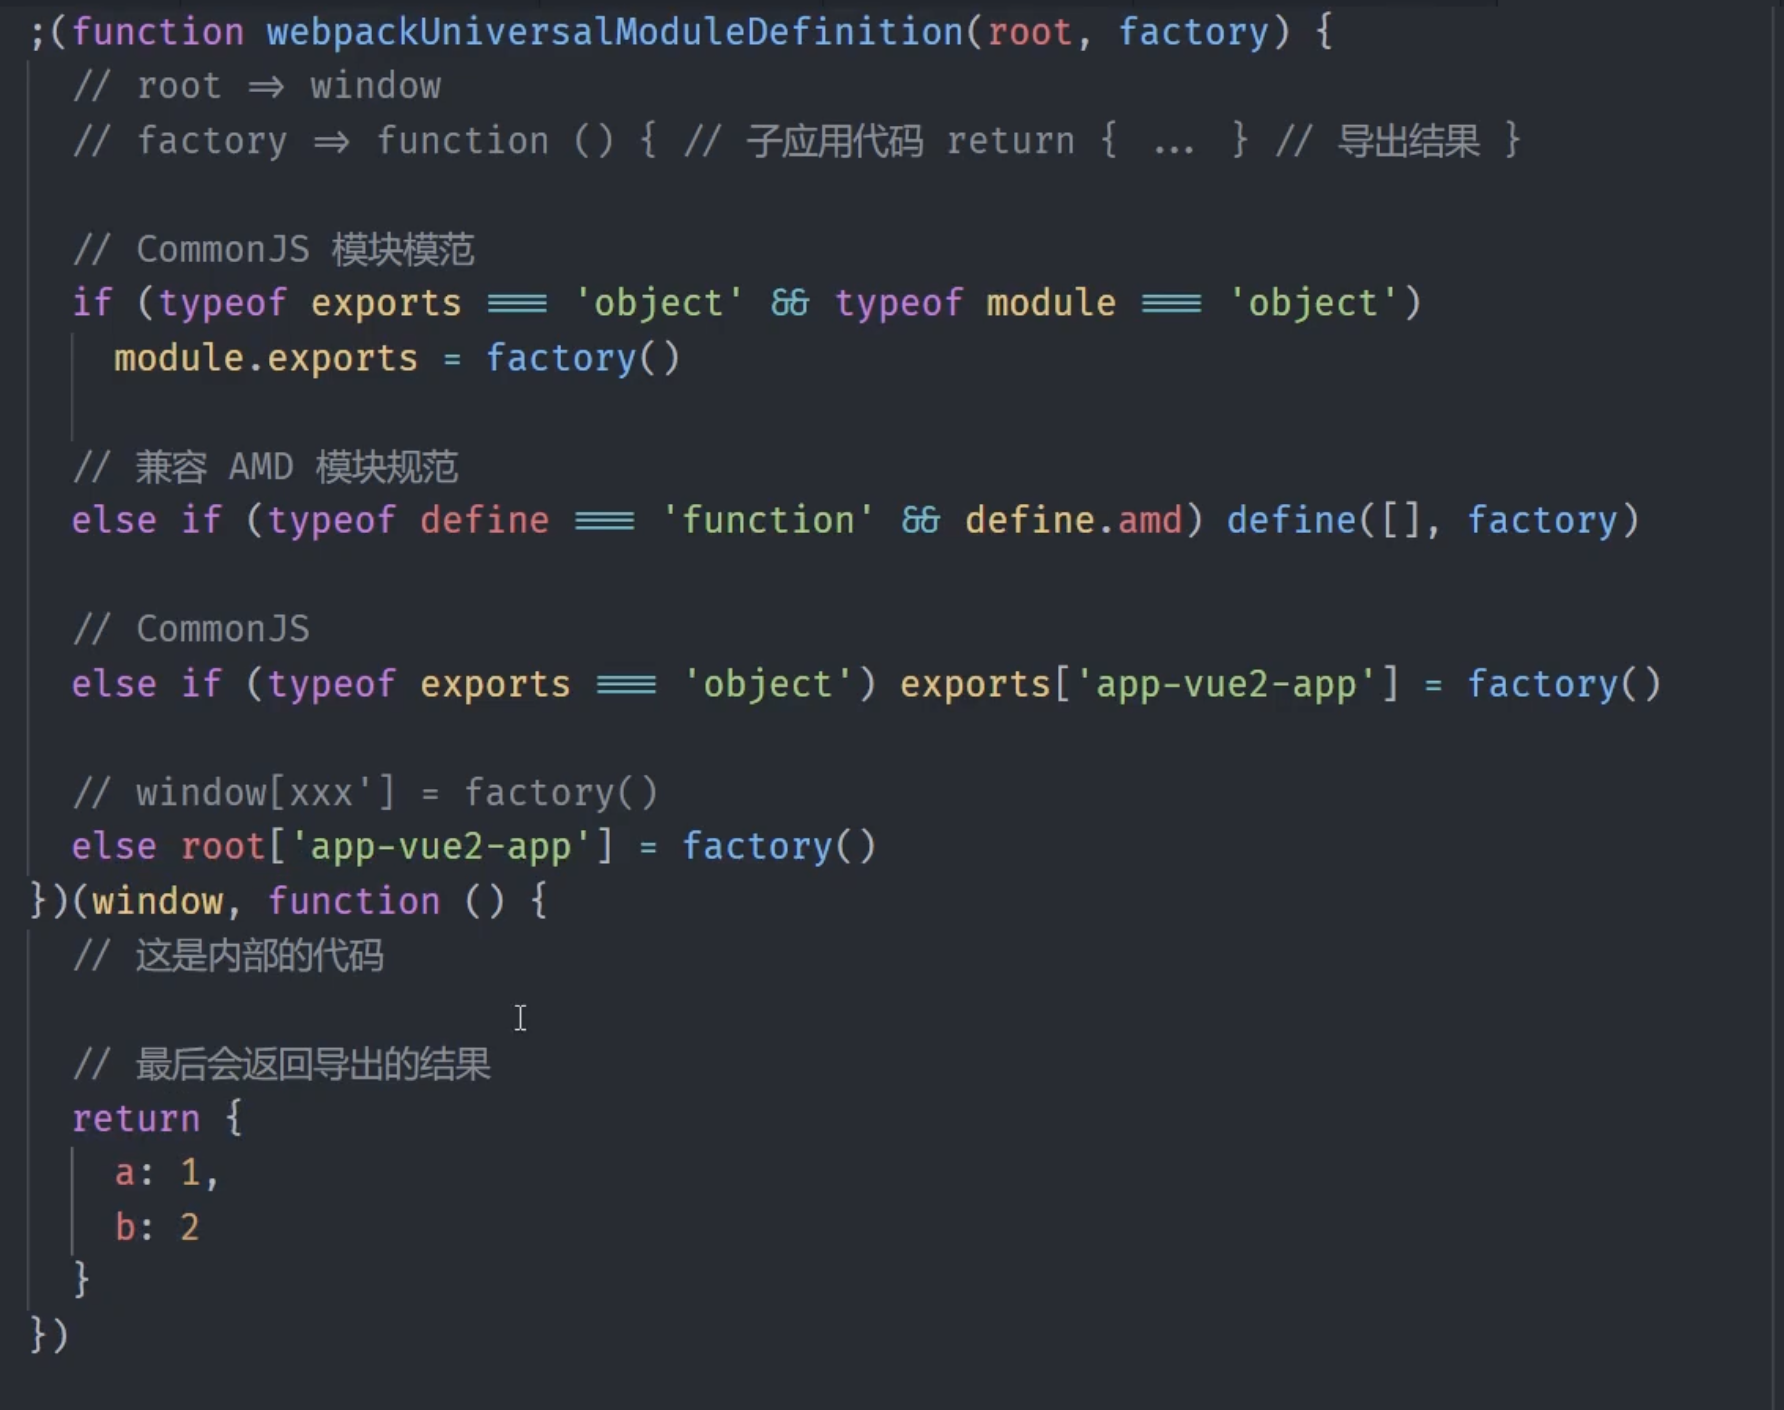 ;(function webpackUniversalModuleDefinition(root, factory) {
// root => window
// factory => function () { // 子应用代码 return { ... } // 导出结果 }
// CommonJS 模块模范
if (typeof exports === 'object' && typeof module === 'object')
module.exports = factory()
// 兼容 AMD 模块规范
else if (typeof define === 'function' && define.amd) define([], factory)
// CommonJS
else if (typeof exports === 'object') exports['app-vue2-app'] = factory()
// window[xxx'] = factory()
else root['app-vue2-app'] = factory()
})(window, function () {
// 这是内部的代码
// 最后会返回导出的结果
return {
a: 1,
b: 2
}
})